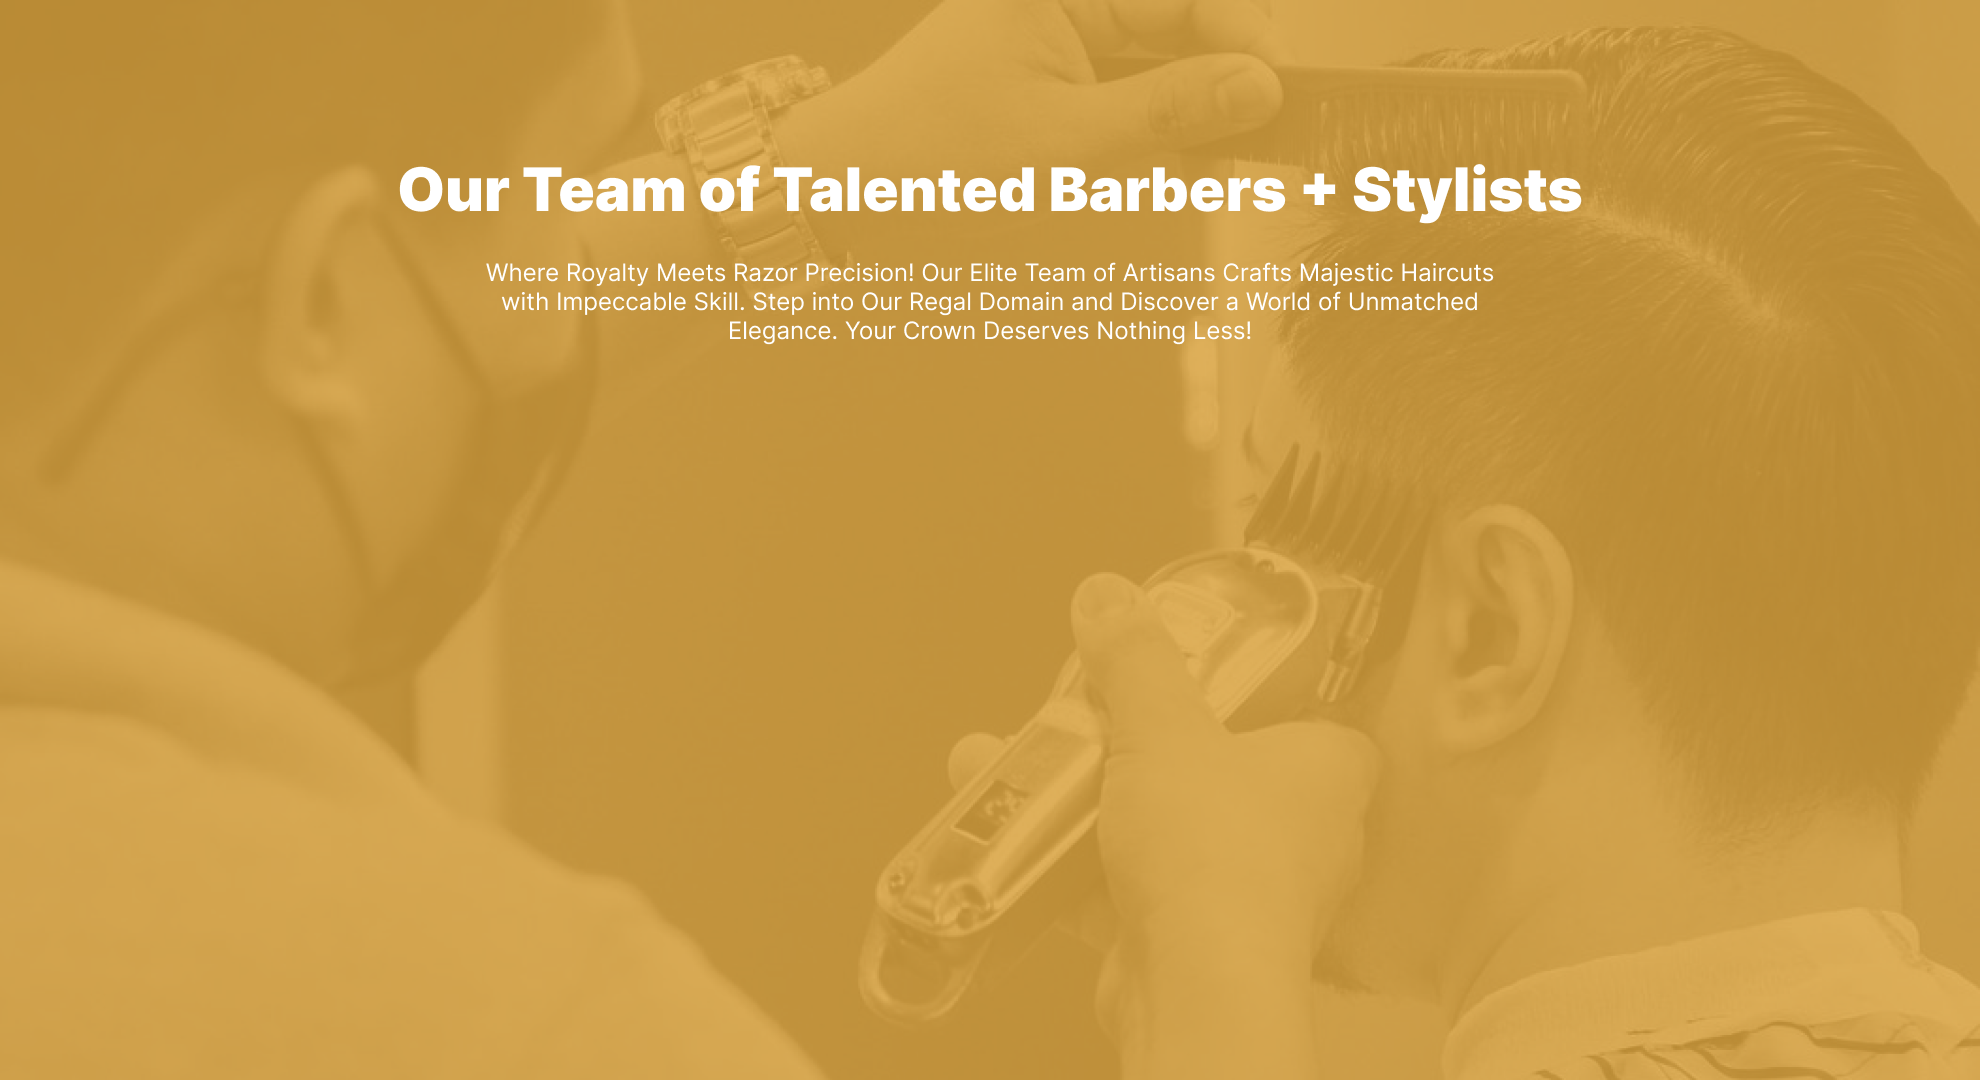 Our Team of Talented Barbers + Stylists
Where Royalty Meets Razor Precision! Our Elite Team of Artisans Crafts Majestic Haircuts
with Impeccable Skill. Step into Our Regal Domain and Discover a World of Unmatched
Elegance. Your Crown Deserves Nothing Less!